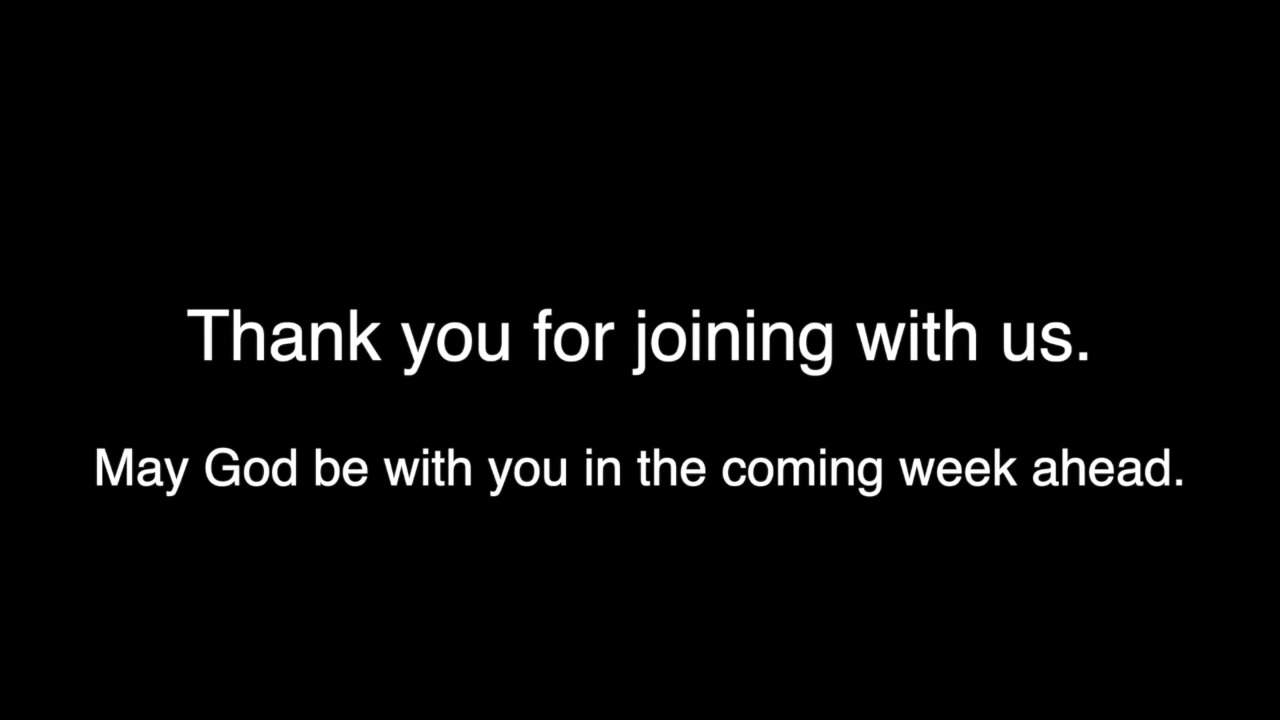 Thank you for joining with us.
May God be with you in the coming week ahead.